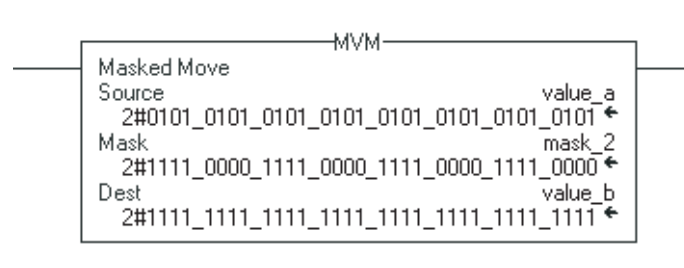 MVM
Masked Move
Source value_a
2#0101_0101_0101_0101_0101_0101_0101_0101
Mask mask_2
2#1111_0000_1111_0000_1111_0000_1111_0000
Dest value_b
2#1111_1111_1111_1111_1111_1111_1111_1111